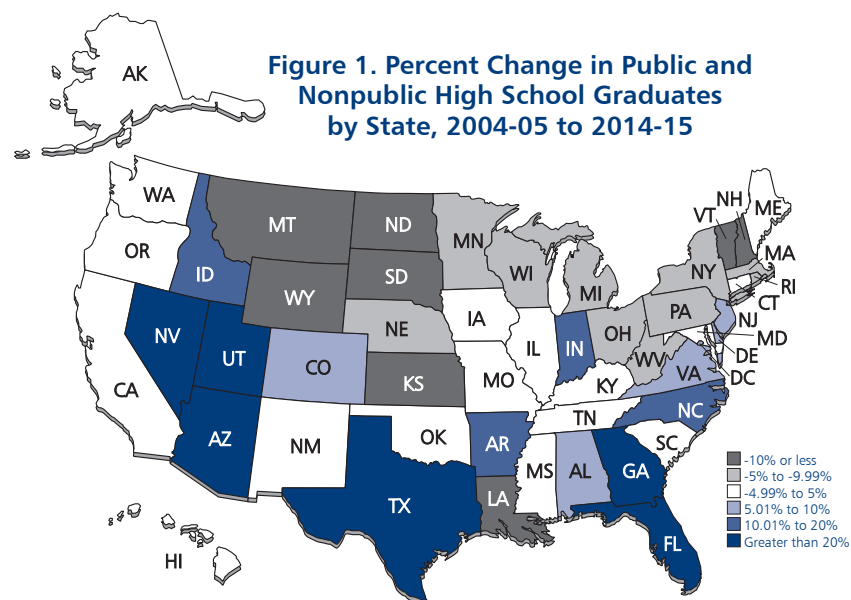 AK
Figure 1. Percent Change in Public and
Nonpublic High School Graduates
by State, 2004-05 to 2014-15
WA
MT
ND
MN
VT
NH
ME
OR
ID
SD
WI
MI
NY
MA
RI
CT
WY
NE
IA
PA
NJ
MD
DE
DC
NV
UT
CO
KS
IL
IN
OH
WV
VA
CA
MO
KY
AZ
NM
OK
AR
TN
NC
SC
TX
LA
MS
AL
GA
FL
HI
-10% or less
-5% to -9.99%
-4.99% to 5%
5.01% to 10%
10.01% to 20%
Greater than 20%